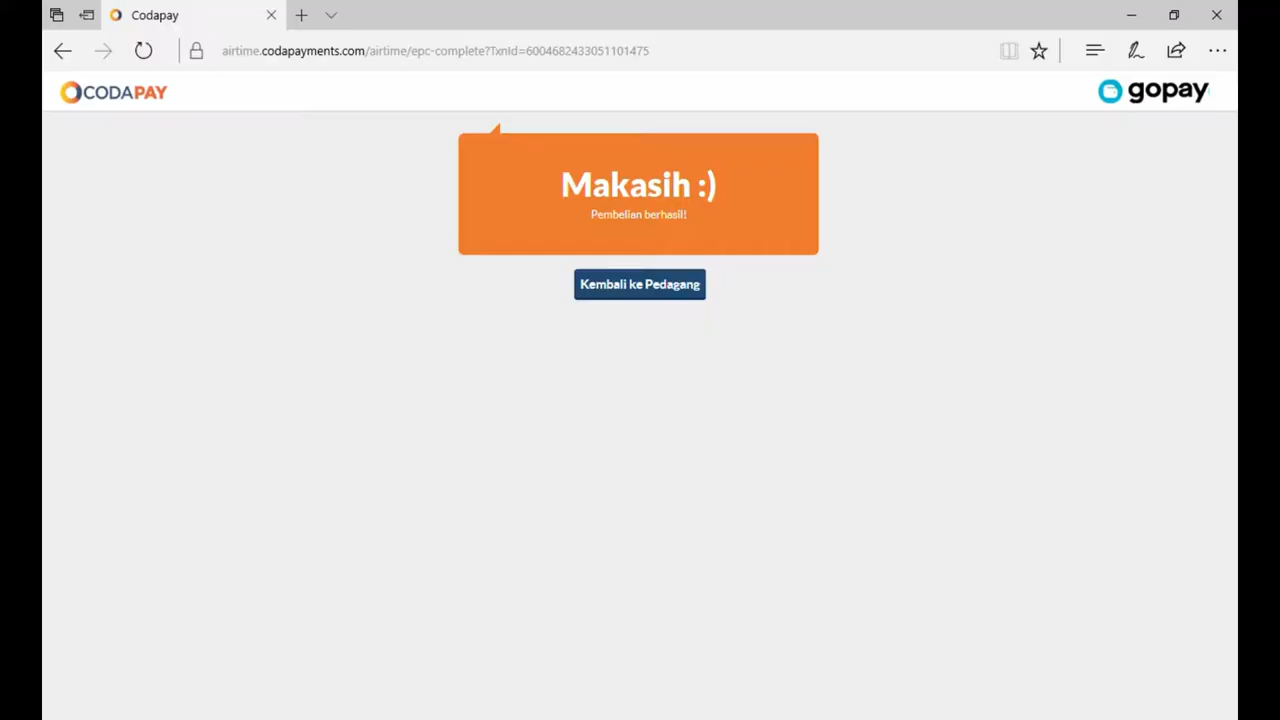 Codapay
airtime.codapayments.com/airtime/epc-complete?TxnId=6004682433051101475
CODAPAY
gopay
Makasih :)
Pembelian berhasil!
Kembali ke Pedagang